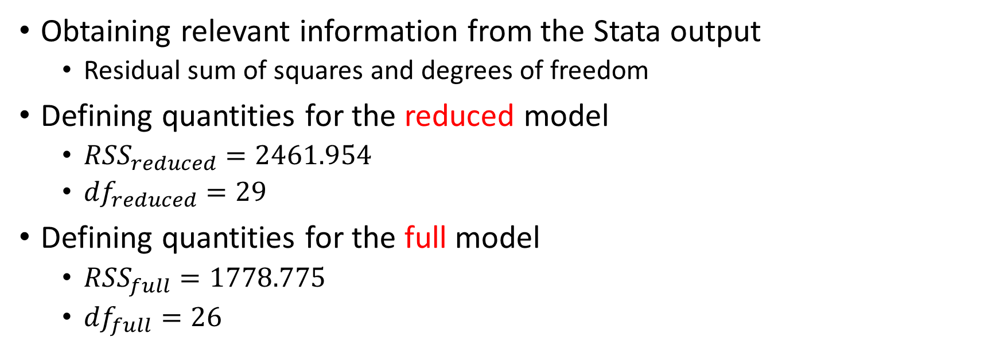 • Obtaining relevant information from the Stata output
• Residual sum of squares and degrees of freedom
• Defining quantities for the reduced model
• RSS_{reduced} = 2461.954
• df_{reduced} = 29
• Defining quantities for the full model
• RSS_{full} = 1778.775
• df_{full} = 26